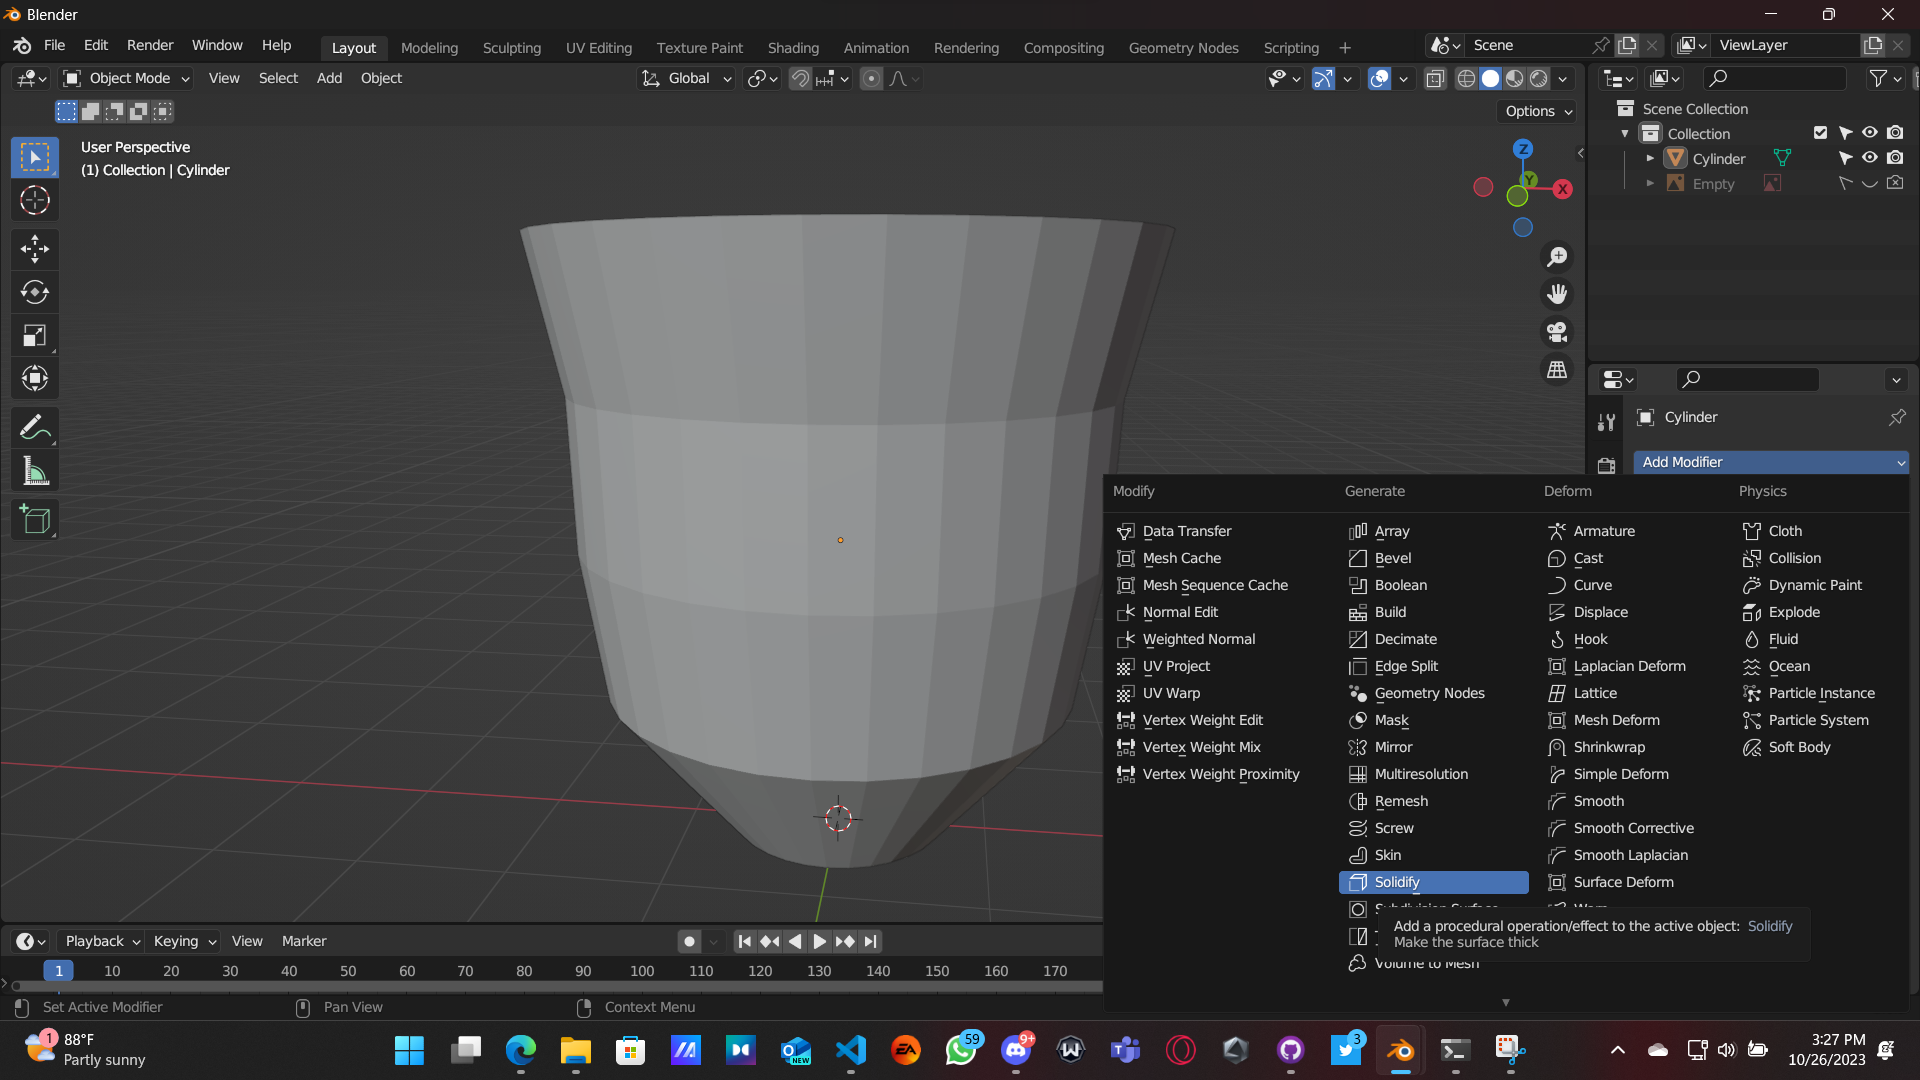 Blender
File Edit Render Window Help Layout Modeling Sculpting UV Editing Texture Paint Shading Animation Rendering Compositing Geometry Nodes Scripting + Scene ViewLayer
Object Mode View Select Add Object Global
Options
User Perspective
(1) Collection | Cylinder
Z
Y
X
Scene Collection
Collection
Cylinder
Empty
Cylinder
Add Modifier
Modify Generate Deform Physics
Data Transfer Array Armature Cloth
Mesh Cache Bevel Cast Collision
Mesh Sequence Cache Boolean Curve Dynamic Paint
Normal Edit Build Displace Explode
Weighted Normal Decimate Hook Fluid
UV Project Edge Split Laplacian Deform Ocean
UV Warp Geometry Nodes Lattice Particle Instance
Vertex Weight Edit Mask Mesh Deform Particle System
Vertex Weight Mix Mirror Shrinkwrap Soft Body
Vertex Weight Proximity Multiresolution Simple Deform
Remesh Smooth
Screw Smooth Corrective
Skin Smooth Laplacian
Solidify Surface Deform
Subdivision Surface Warp
Add a procedural operation/effect to the active object: Solidify
Make the surface thick
Volume to Mesh
Playback Keying View Marker
1 10 20 30 40 50 60 70 80 90 100 110 120 130 140 150 160 170
Set Active Modifier Pan View Context Menu
1
88°F
Partly sunny
NEW
EA
59
9+
3
3:27 PM
10/26/2023